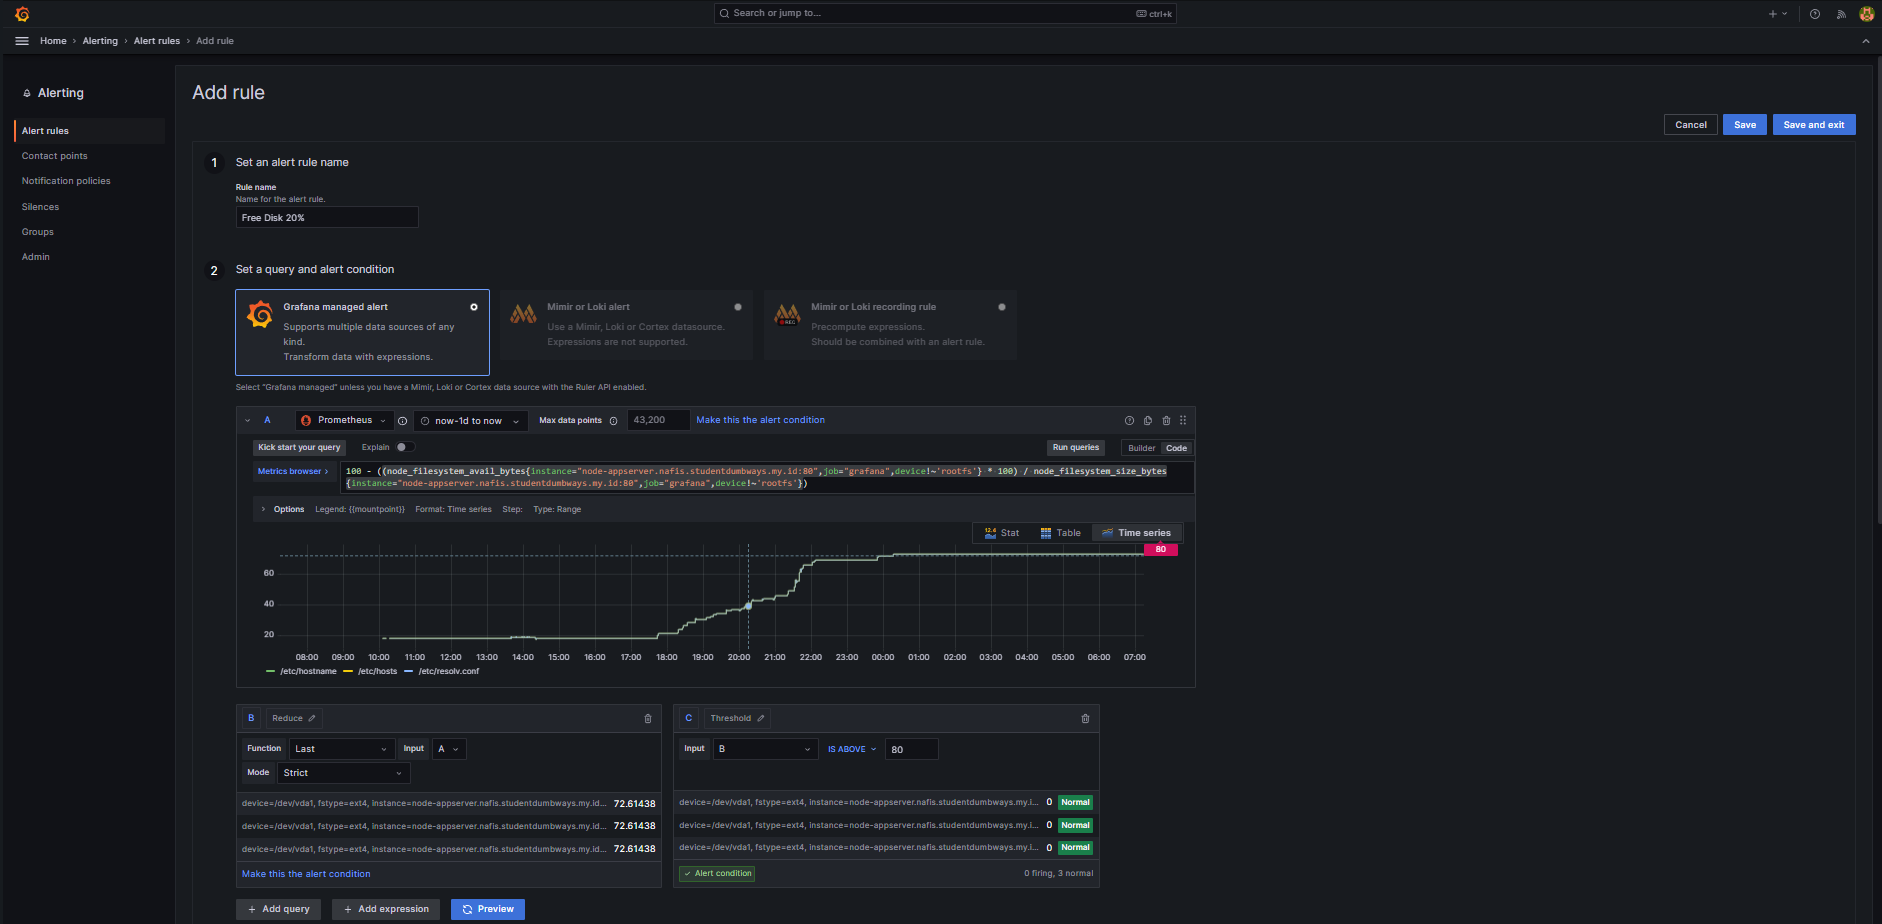 Search or jump to...
ctrl+k
Home > Alerting > Alert rules > Add rule
Alerting
Alert rules
Contact points
Notification policies
Silences
Groups
Admin
Add rule
Cancel Save Save and exit
1 Set an alert rule name
Rule name
Name for the alert rule.
Free Disk 20%
2 Set a query and alert condition
Grafana managed alert
Supports multiple data sources of any
kind.
Transform data with expressions.
Mimir or Loki alert
Use a Mimir, Loki or Cortex datasource.
Expressions are not supported.
REC
Mimir or Loki recording rule
Precompute expressions.
Should be combined with an alert rule.
Select "Grafana managed" unless you have a Mimir, Loki or Cortex data source with the Ruler API enabled.
A Prometheus now-1d to now Max data points 43,200 Make this the alert condition
Kick start your query Explain Run queries Builder Code
Metrics browser >
100 - ((node_filesystem_avail_bytes{instance="node-appserver.nafis.studentdumbways.my.id:80",job="grafana",device!~'rootfs'} * 100) / node_filesystem_size_bytes
{instance="node-appserver.nafis.studentdumbways.my.id:80",job="grafana",device!~'rootfs'})
> Options Legend: {{mountpoint}} Format: Time series Step: Type: Range
12.4 Stat Table Time series
80
60
40
20
08:00 09:00 10:00 11:00 12:00 13:00 14:00 15:00 16:00 17:00 18:00 19:00 20:00 21:00 22:00 23:00 00:00 01:00 02:00 03:00 04:00 05:00 06:00 07:00
/etc/hostname /etc/hosts /etc/resolv.conf
B Reduce
Function Last Input A
Mode Strict
device=/dev/vda1, fstype=ext4, instance=node-appserver.nafis.studentdumbways.my.id... 72.61438
device=/dev/vda1, fstype=ext4, instance=node-appserver.nafis.studentdumbways.my.id... 72.61438
device=/dev/vda1, fstype=ext4, instance=node-appserver.nafis.studentdumbways.my.id... 72.61438
Make this the alert condition
C Threshold
Input B IS ABOVE 80
device=/dev/vda1, fstype=ext4, instance=node-appserver.nafis.studentdumbways.my.i... 0 Normal
device=/dev/vda1, fstype=ext4, instance=node-appserver.nafis.studentdumbways.my.i... 0 Normal
device=/dev/vda1, fstype=ext4, instance=node-appserver.nafis.studentdumbways.my.i... 0 Normal
Alert condition 0 firing, 3 normal
+ Add query + Add expression Preview